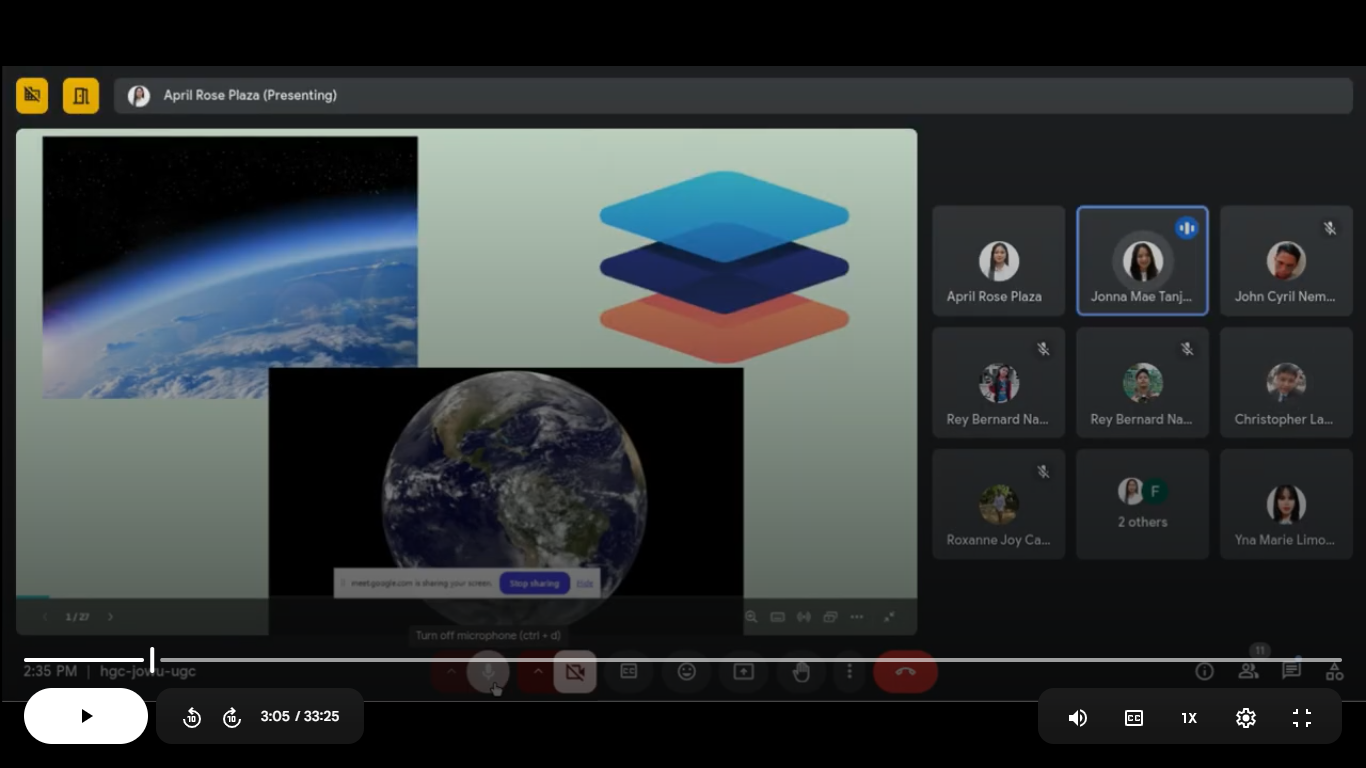 April Rose Plaza (Presenting)
April Rose Plaza
Jonna Mae Tanj...
John Cyril Nem...
Rey Bernard Na...
Rey Bernard Na...
Christopher La...
F
Roxanne Joy Ca...
2 others
Yna Marie Limo...
meet.google.com is sharing your screen.
Stop sharing
Hide
1 / 27
Turn off microphone (ctrl + d)
2:35 PM | hgc-jowu-ugc
11
10
10
3:05 / 33:25
CC
CC
1X